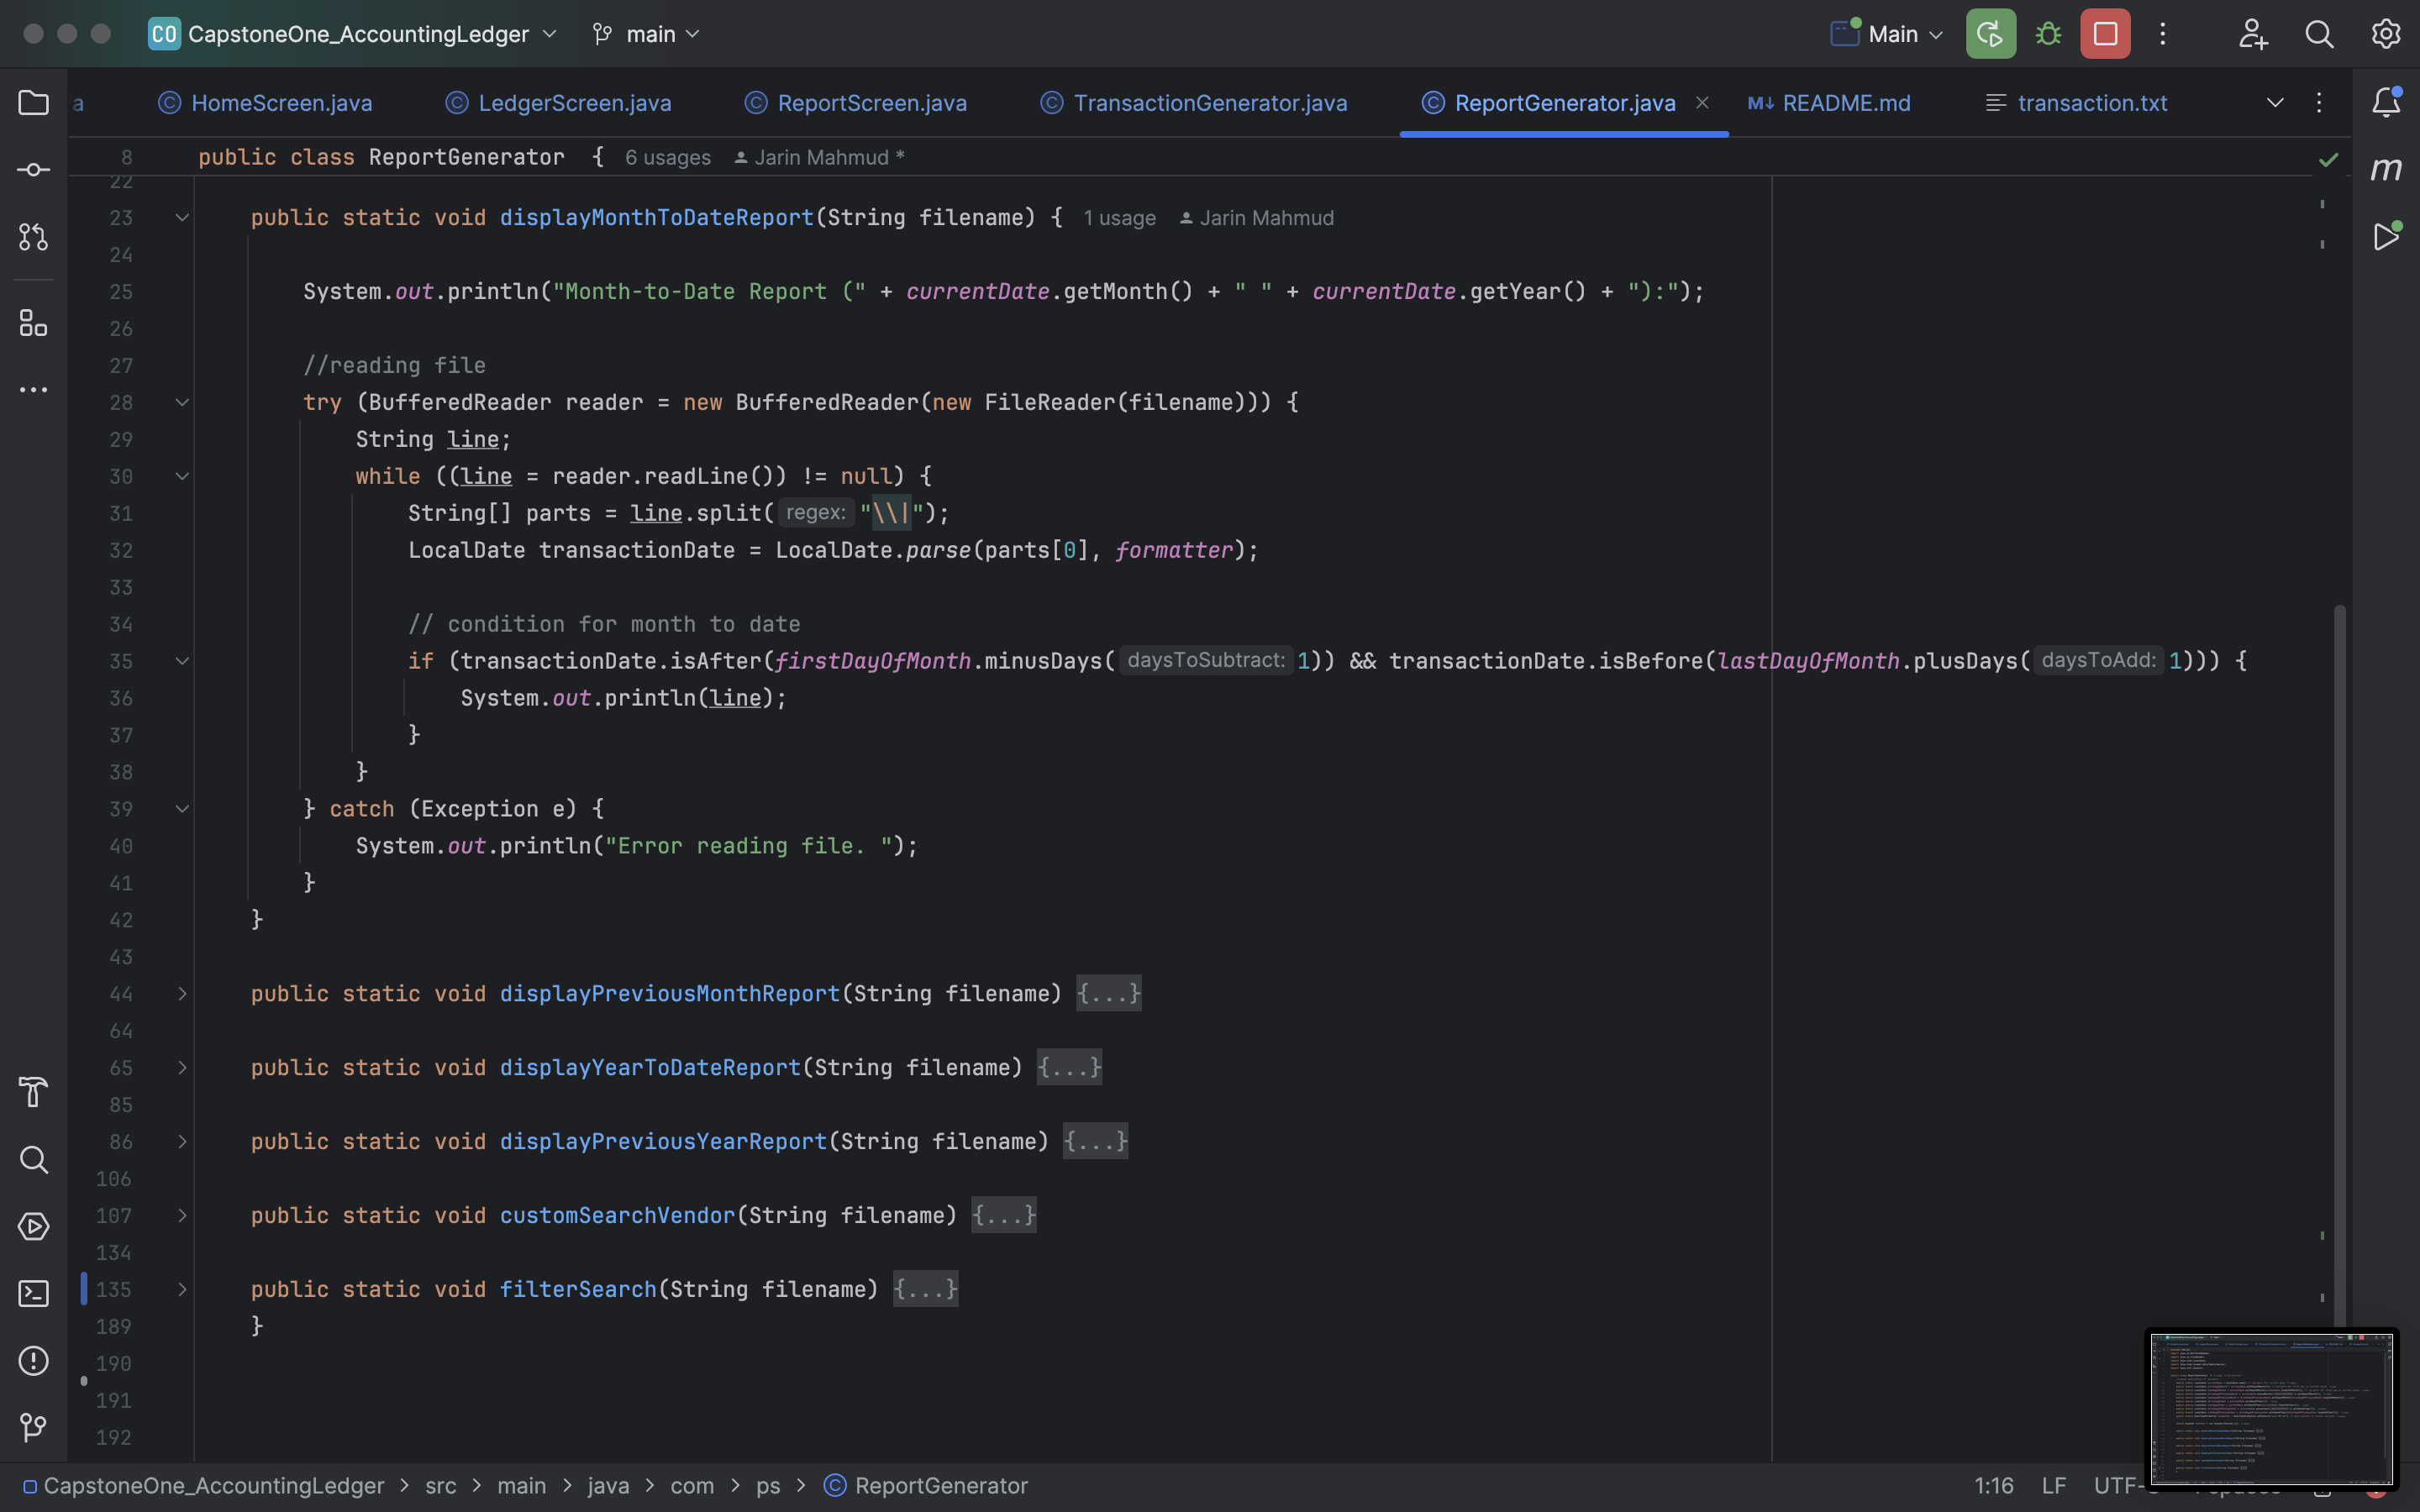 CO CapstoneOne_AccountingLedger main Main
a HomeScreen.java LedgerScreen.java ReportScreen.java TransactionGenerator.java ReportGenerator.java M↓ README.md transaction.txt
8 public class ReportGenerator { 6 usages Jarin Mahmud *
22
23 public static void displayMonthToDateReport(String filename) { 1 usage Jarin Mahmud
24
25 System.out.println("Month-to-Date Report (" + currentDate.getMonth() + " " + currentDate.getYear() + "):");
26
27 //reading file
28 try (BufferedReader reader = new BufferedReader(new FileReader(filename))) {
29 String line;
30 while ((line = reader.readLine()) != null) {
31 String[] parts = line.split( regex: "\\|");
32 LocalDate transactionDate = LocalDate.parse(parts[0], formatter);
33
34 // condition for month to date
35 if (transactionDate.isAfter(firstDayOfMonth.minusDays( daysToSubtract: 1)) && transactionDate.isBefore(lastDayOfMonth.plusDays( daysToAdd: 1))) {
36 System.out.println(line);
37 }
38 }
39 } catch (Exception e) {
40 System.out.println("Error reading file. ");
41 }
42 }
43
44 public static void displayPreviousMonthReport(String filename) {...}
64
65 public static void displayYearToDateReport(String filename) {...}
85
86 public static void displayPreviousYearReport(String filename) {...}
106
107 public static void customSearchVendor(String filename) {...}
134
135 public static void filterSearch(String filename) {...}
189 }
190
191
192
m
CapstoneOne_AccountingLedger > src > main > java > com > ps > ReportGenerator 1:16 LF